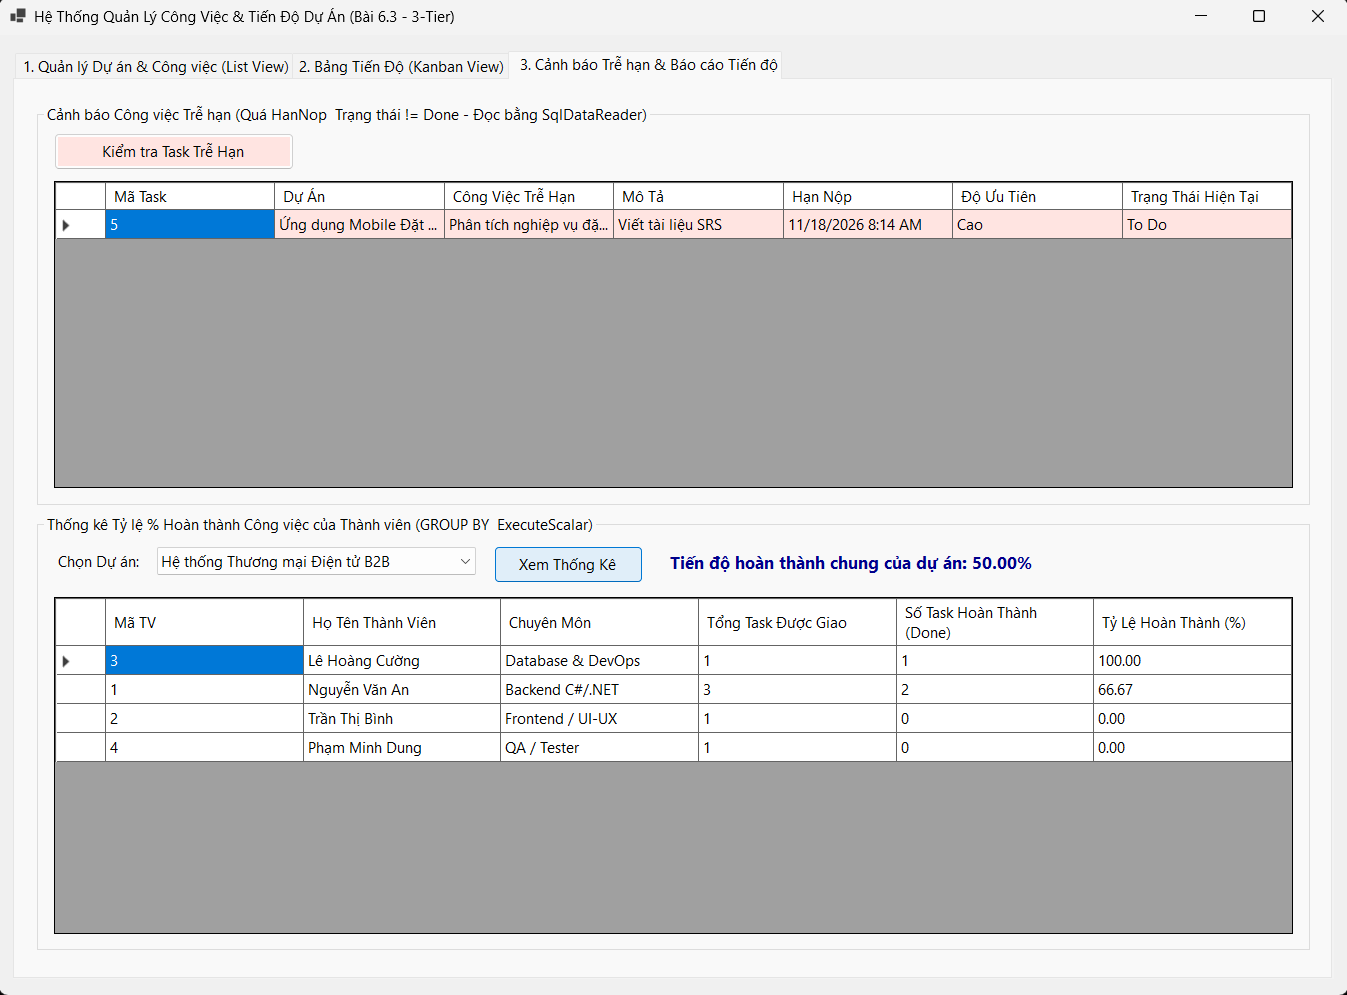 Hệ Thống Quản Lý Công Việc & Tiến Độ Dự Án (Bài 6.3 - 3-Tier)
1. Quản lý Dự án & Công việc (List View) 2. Bảng Tiến Độ (Kanban View) 3. Cảnh báo Trễ hạn & Báo cáo Tiến độ
Cảnh báo Công việc Trễ hạn (Quá HanNop  Trạng thái != Done - Đọc bằng SqlDataReader)
Kiểm tra Task Trễ Hạn
Mã Task Dự Án Công Việc Trễ Hạn Mô Tả Hạn Nộp Độ Ưu Tiên Trạng Thái Hiện Tại
5 Ứng dụng Mobile Đặt ... Phân tích nghiệp vụ đặ... Viết tài liệu SRS 11/18/2026 8:14 AM Cao To Do
Thống kê Tỷ lệ % Hoàn thành Công việc của Thành viên (GROUP BY  ExecuteScalar)
Chọn Dự án: Hệ thống Thương mại Điện tử B2B Xem Thống Kê Tiến độ hoàn thành chung của dự án: 50.00%
Mã TV Họ Tên Thành Viên Chuyên Môn Tổng Task Được Giao Số Task Hoàn Thành (Done) Tỷ Lệ Hoàn Thành (%)
3 Lê Hoàng Cường Database & DevOps 1 1 100.00
1 Nguyễn Văn An Backend C#/.NET 3 2 66.67
2 Trần Thị Bình Frontend / UI-UX 1 0 0.00
4 Phạm Minh Dung QA / Tester 1 0 0.00